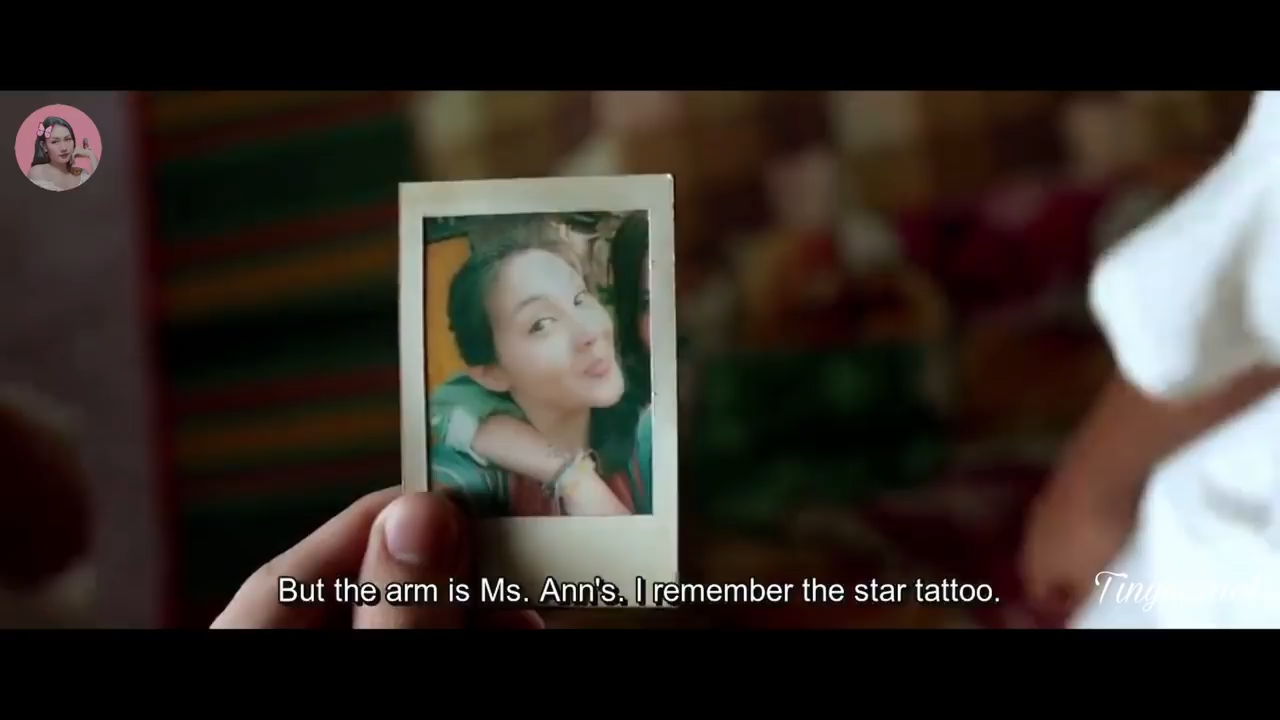 But the arm is Ms. Ann's. I remember the star tattoo.